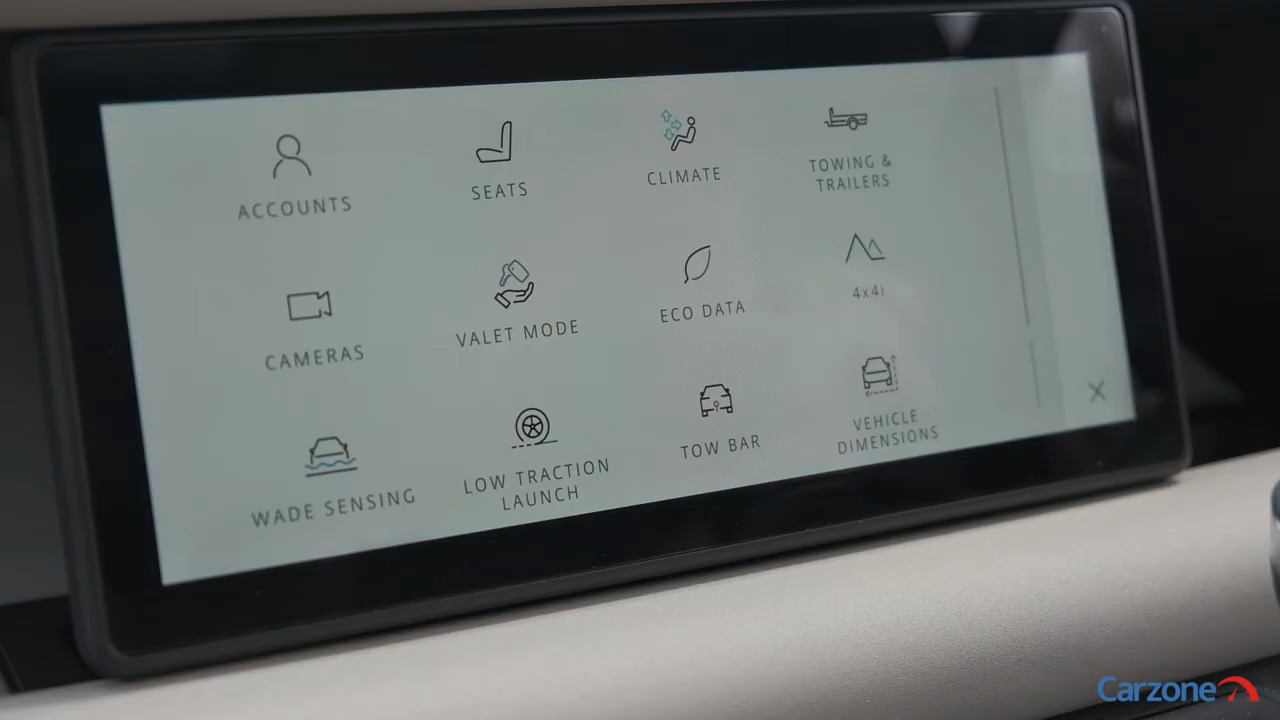 ACCOUNTS
SEATS
CLIMATE
TOWING &
TRAILERS
CAMERAS
VALET MODE
ECO DATA
4x4i
WADE SENSING
LOW TRACTION
LAUNCH
TOW BAR
VEHICLE
DIMENSIONS
Carzone